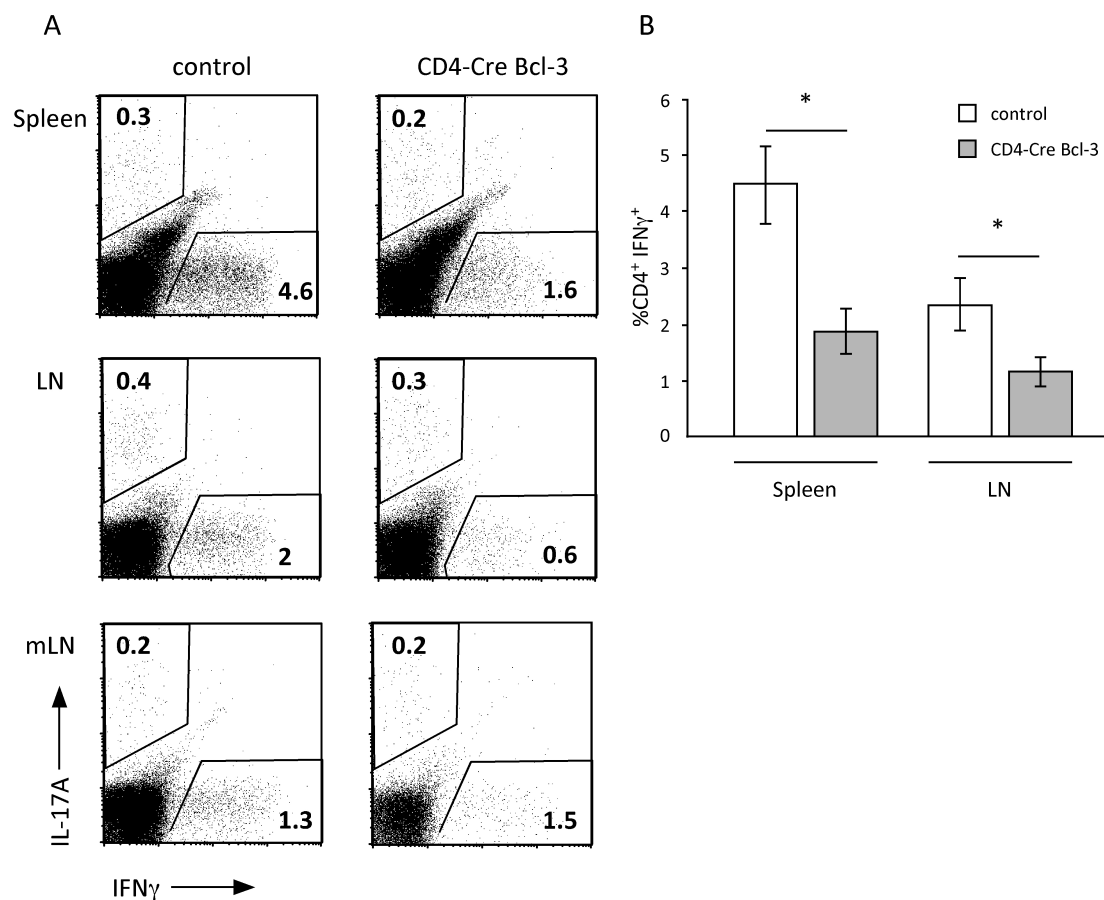 A
control
CD4-Cre Bcl-3
Spleen
0.3
4.6
0.2
1.6
LN
0.4
2
0.3
0.6
mLN
0.2
1.3
0.2
1.5
IL-17A
IFNγ
B
6
5
4
3
2
1
0
%CD4⁺ IFNγ⁺
*
*
control
CD4-Cre Bcl-3
Spleen
LN